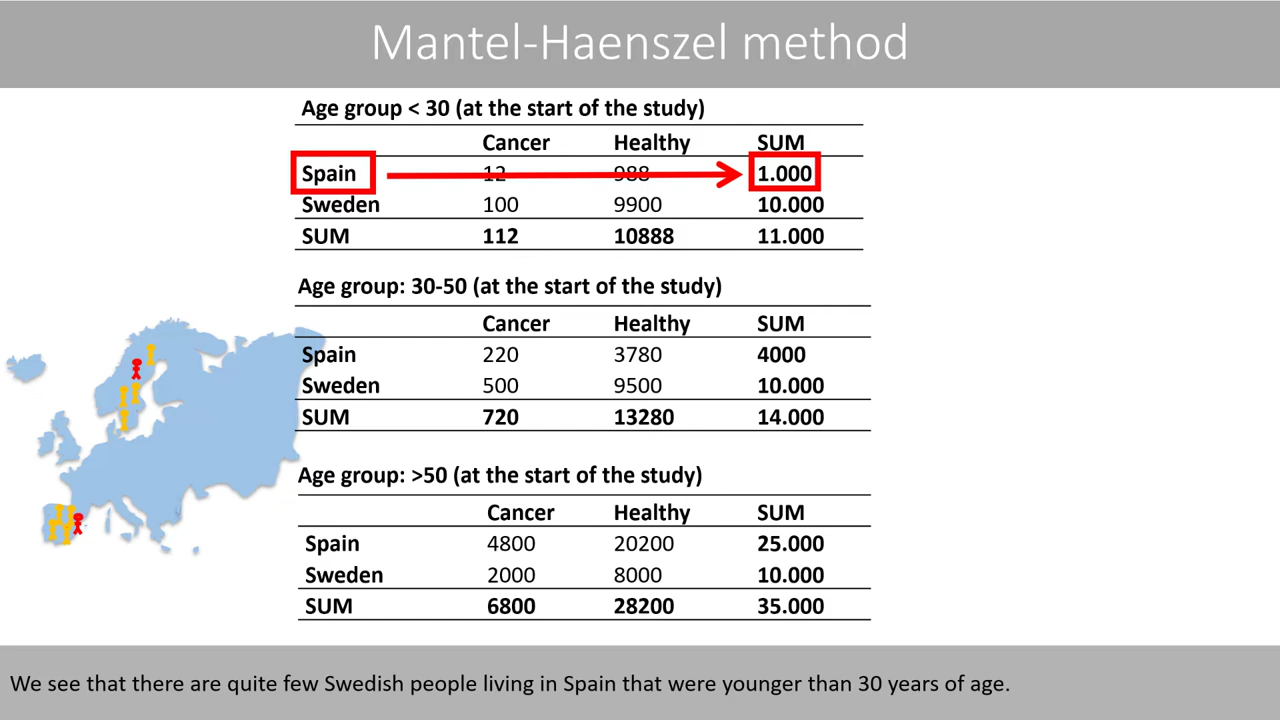 Mantel-Haenszel method
Age group < 30 (at the start of the study)
Cancer Healthy SUM
Spain 12 988 1.000
Sweden 100 9900 10.000
SUM 112 10888 11.000
Age group: 30-50 (at the start of the study)
Cancer Healthy SUM
Spain 220 3780 4000
Sweden 500 9500 10.000
SUM 720 13280 14.000
Age group: >50 (at the start of the study)
Cancer Healthy SUM
Spain 4800 20200 25.000
Sweden 2000 8000 10.000
SUM 6800 28200 35.000
We see that there are quite few Swedish people living in Spain that were younger than 30 years of age.